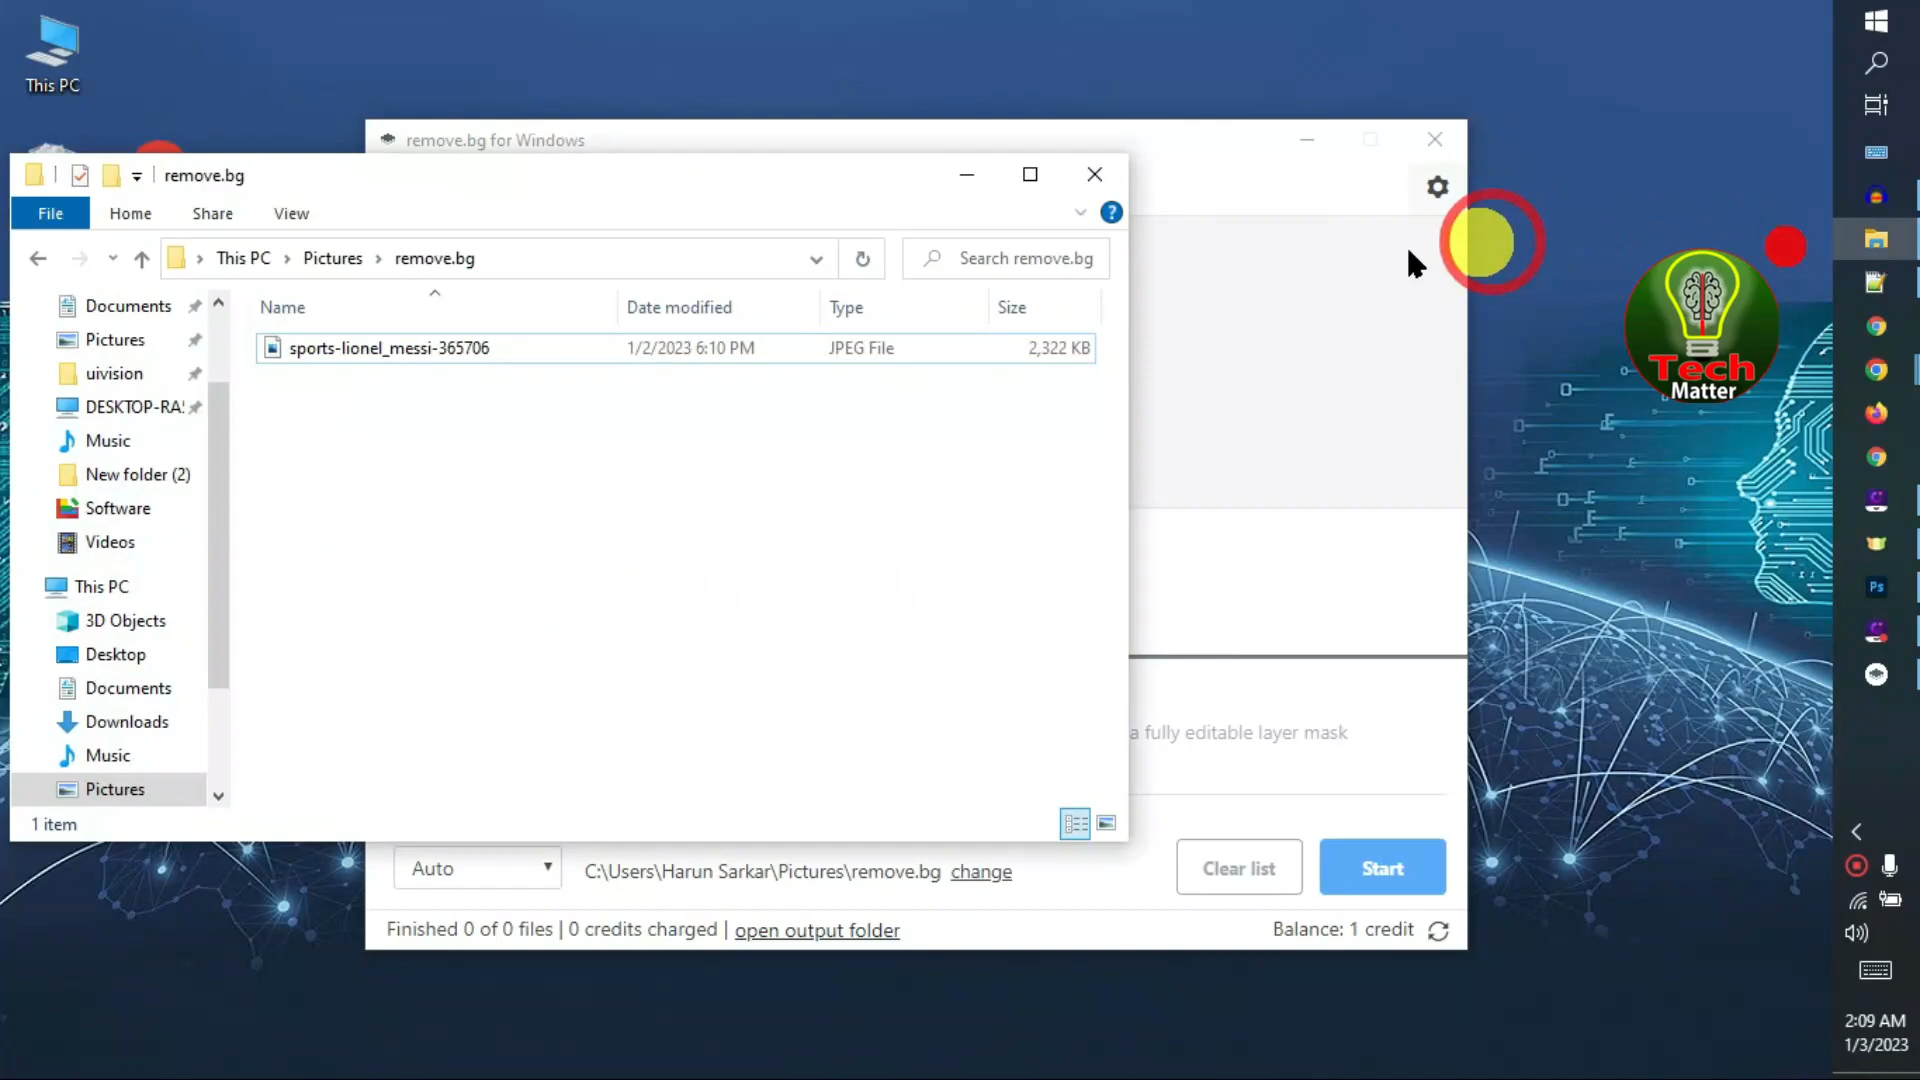 This PC
remove.bg for Windows
remove.bg
File Home Share View
This PC Pictures remove.bg
Search remove.bg
Name Date modified Type Size
sports-lionel_messi-365706 1/2/2023 6:10 PM JPEG File 2,322 KB
Documents
Pictures
uivision
DESKTOP-RA
Music
New folder (2)
Software
Videos
This PC
3D Objects
Desktop
Documents
Downloads
Music
Pictures
1 item
a fully editable layer mask
Auto
C:\Users\Harun Sarkar\Pictures\remove.bg change
Clear list
Start
Finished 0 of 0 files | 0 credits charged | open output folder
Balance: 1 credit
Tech
Matter
Ps
2:09 AM
1/3/2023